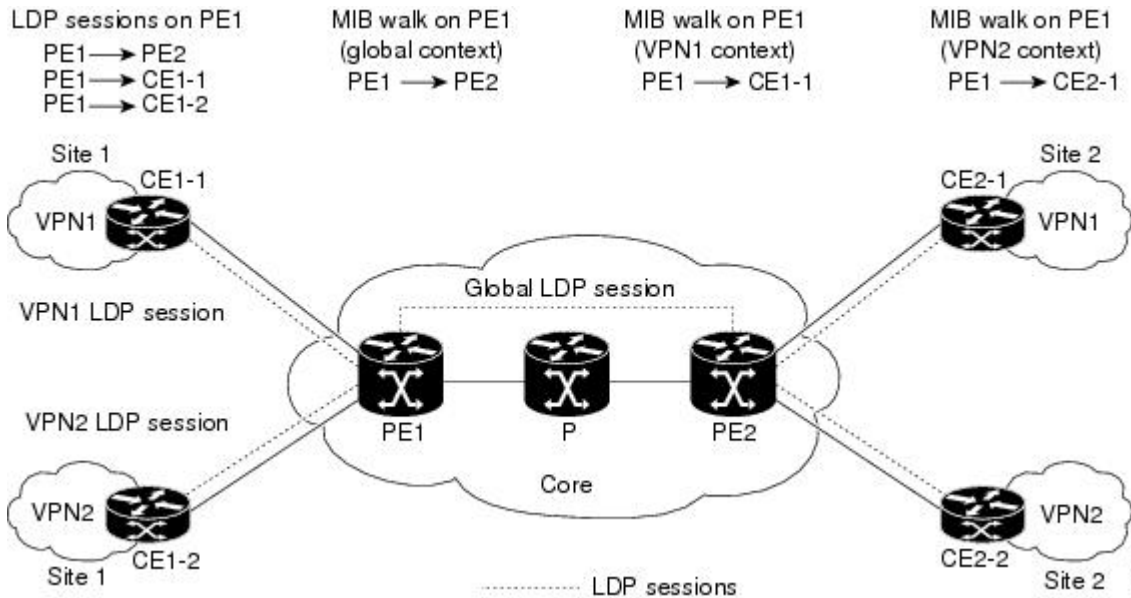 LDP sessions on PE1
PE1 → PE2
PE1 → CE1-1
PE1 → CE1-2
MIB walk on PE1
(global context)
PE1 → PE2
MIB walk on PE1
(VPN1 context)
PE1 → CE1-1
MIB walk on PE1
(VPN2 context)
PE1 → CE2-1
Site 1
CE1-1
VPN1
VPN1 LDP session
Site 2
CE2-1
VPN1
Global LDP session
PE1
P
PE2
Core
VPN2 LDP session
VPN2
CE1-2
Site 1
VPN2
CE2-2
Site 2
LDP sessions